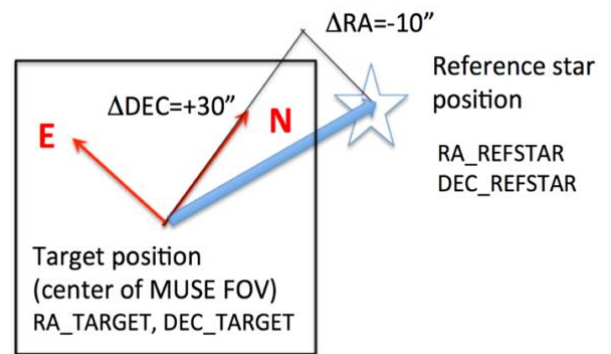 ΔRA=-10”
Reference star
position
ΔDEC=+30”
N
E
RA_REFSTAR
DEC_REFSTAR
Target position
(center of MUSE FOV)
RA_TARGET, DEC_TARGET